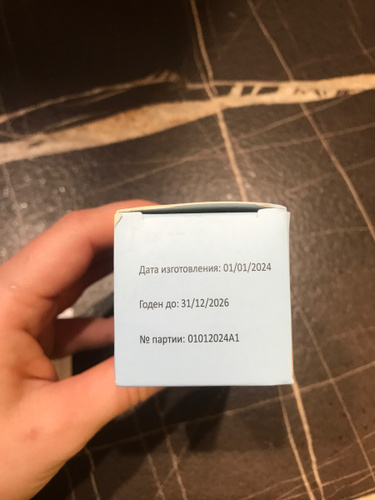 Дата изготовления: 01/01/2024
Годен до: 31/12/2026
№ партии: 01012024A1